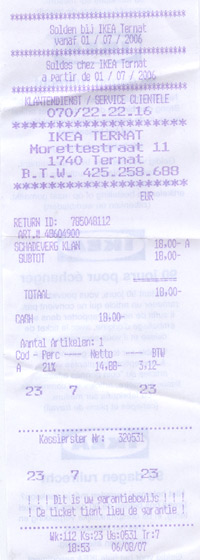 ********************************
Solden bij IKEA Ternat
vanaf 01 / 07 / 2006
********************************
Soldes chez IKEA Ternat
a partir de 01 / 07 / 2006
********************************
KLANTENDIENST / SERVICE CLIENTELE
070/22.22.16
********************
IKEA TERNAT
Morettestraat 11
1740 Ternat
B.T.W. 425.258.688
********************
EUR
RETURN ID: 705048112
ART.M 48604900
SCHADEVERG KLAN 18.00- A
SUBTOT 18.00-
TOTAAL 18.00-
CASH 18.00-
Aantal Artikelen: 1
Cod - Perc ---- Netto ---- BTW
A 21% 14.88- 3.12-
23 7 23
Kassierster Nr: 320531
23 7 23
! ! ! Dit is uw garantiebewijs ! ! !
! Ce ticket tient lieu de garantie !
Wk:112 Ks:23 Us:0531 Tr:7
18:53 06/08/07